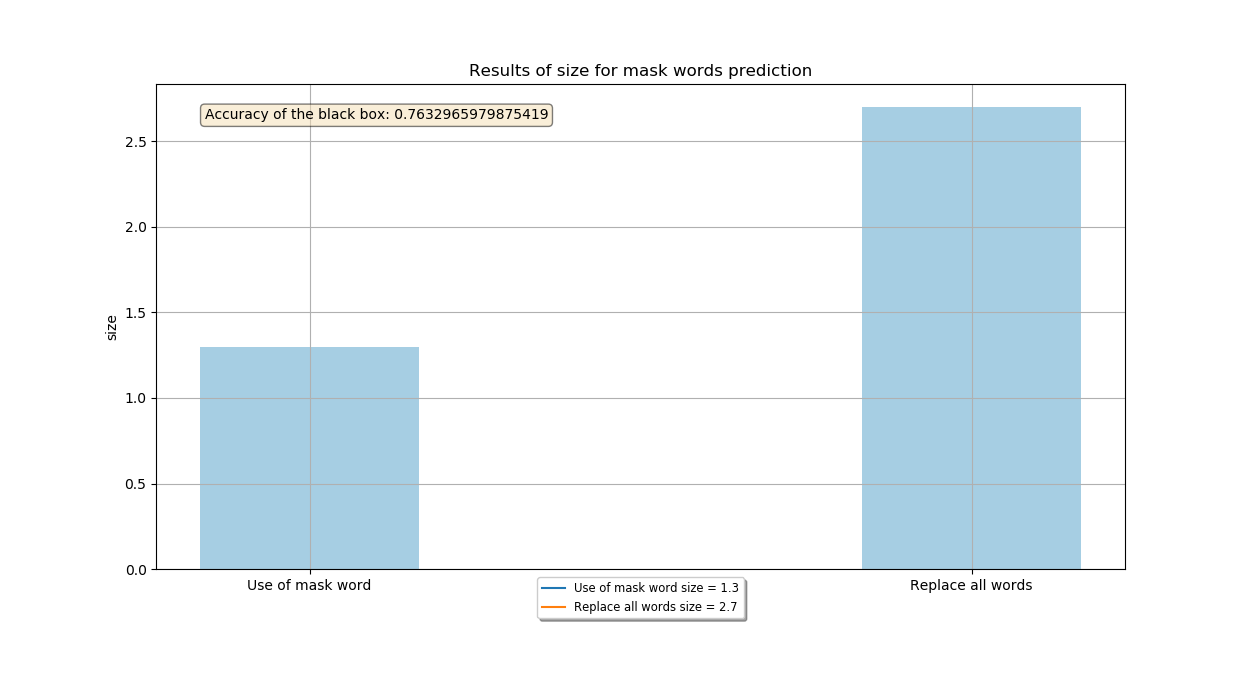 Results of size for mask words prediction
Accuracy of the black box: 0.7632965979875419
2.5
2.0
1.5
1.0
0.5
0.0
size
Use of mask word
Replace all words
Use of mask word size = 1.3
Replace all words size = 2.7